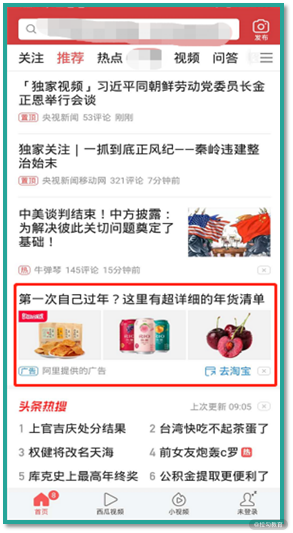 发布
关注 推荐 热点 视频 问答
「独家视频」习近平同朝鲜劳动党委员长金
正恩举行会谈
置顶 央视新闻 53评论 刚刚
独家关注｜一抓到底正风纪——秦岭违建整
治始末
置顶 央视新闻移动网 321评论 7分钟前
中美谈判结束！中方披露：
为解决彼此关切问题奠定了
基础！
热 牛弹琴 145评论 15分钟前
第一次自己过年？这里有超详细的年货清单
广告 阿里提供的广告 去淘宝
头条热搜 上次更新 09:05
1 上官吉庆处分结果 2 台湾快吃不起茶蛋了
3 权健将改名天海 4 前女友炮轰c罗 热
5 库克史上最高年终奖 6 公积金提取更便利了
8
首页 西瓜视频 小视频 未登录